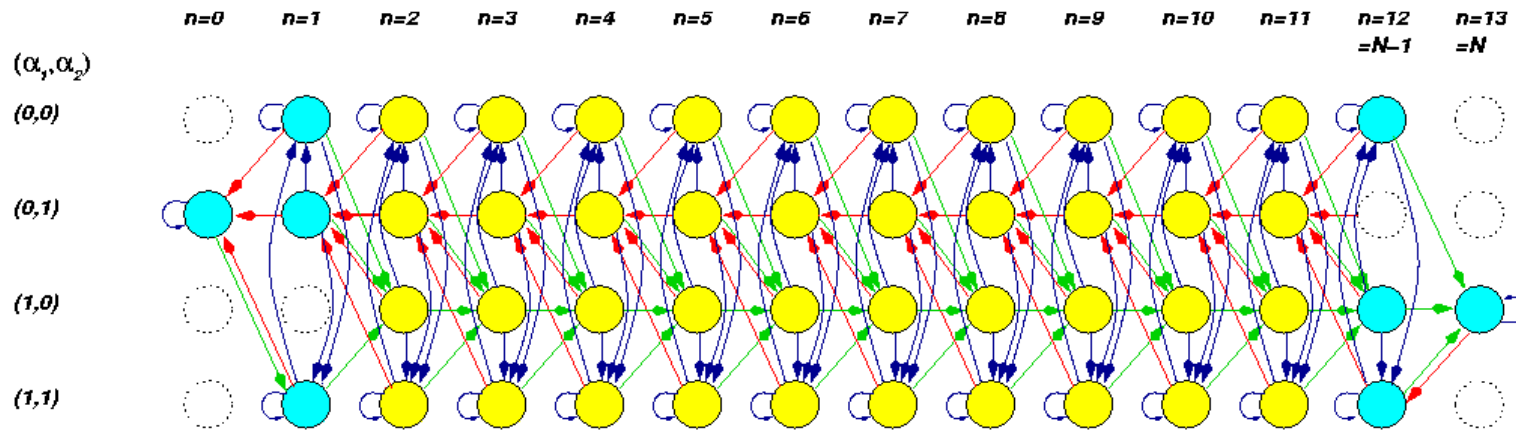 n=0 n=1 n=2 n=3 n=4 n=5 n=6 n=7 n=8 n=9 n=10 n=11 n=12 n=13
=N–1 =N
(α₁,α₂)
(0,0)
(0,1)
(1,0)
(1,1)